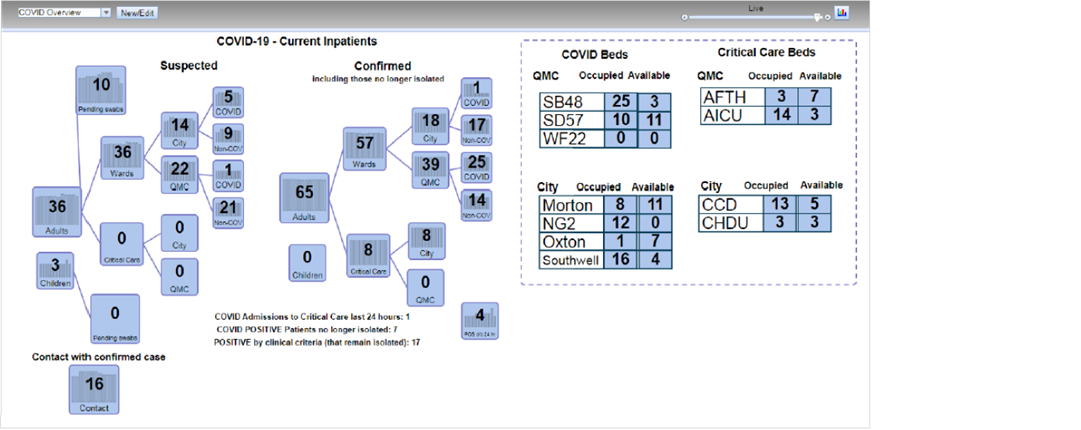 COVID Overview
New/Edit
Live
COVID-19 - Current Inpatients
Suspected
10
Pending swabs
36
Adults
36
Wards
14
City
5
COVID
9
Non-COV
22
QMC
1
COVID
21
Non-COV
0
Critical Care
0
City
0
QMC
3
Children
0
Pending swabs
Contact with confirmed case
16
Contact
Confirmed
including those no longer isolated
65
Adults
57
Wards
18
City
1
COVID
17
Non-COV
39
QMC
25
COVID
14
Non-COV
8
Critical Care
8
City
0
QMC
0
Children
COVID Admissions to Critical Care last 24 hours: 1
COVID POSITIVE Patients no longer isolated: 7
POSITIVE by clinical criteria (that remain isolated): 17
4
COVID Beds
QMC Occupied Available
SB48 25 3
SD57 10 11
WF22 0 0
City Occupied Available
Morton 8 11
NG2 12 0
Oxton 1 7
Southwell 16 4
Critical Care Beds
QMC Occupied Available
AFTH 3 7
AICU 14 3
City Occupied Available
CCD 13 5
CHDU 3 3